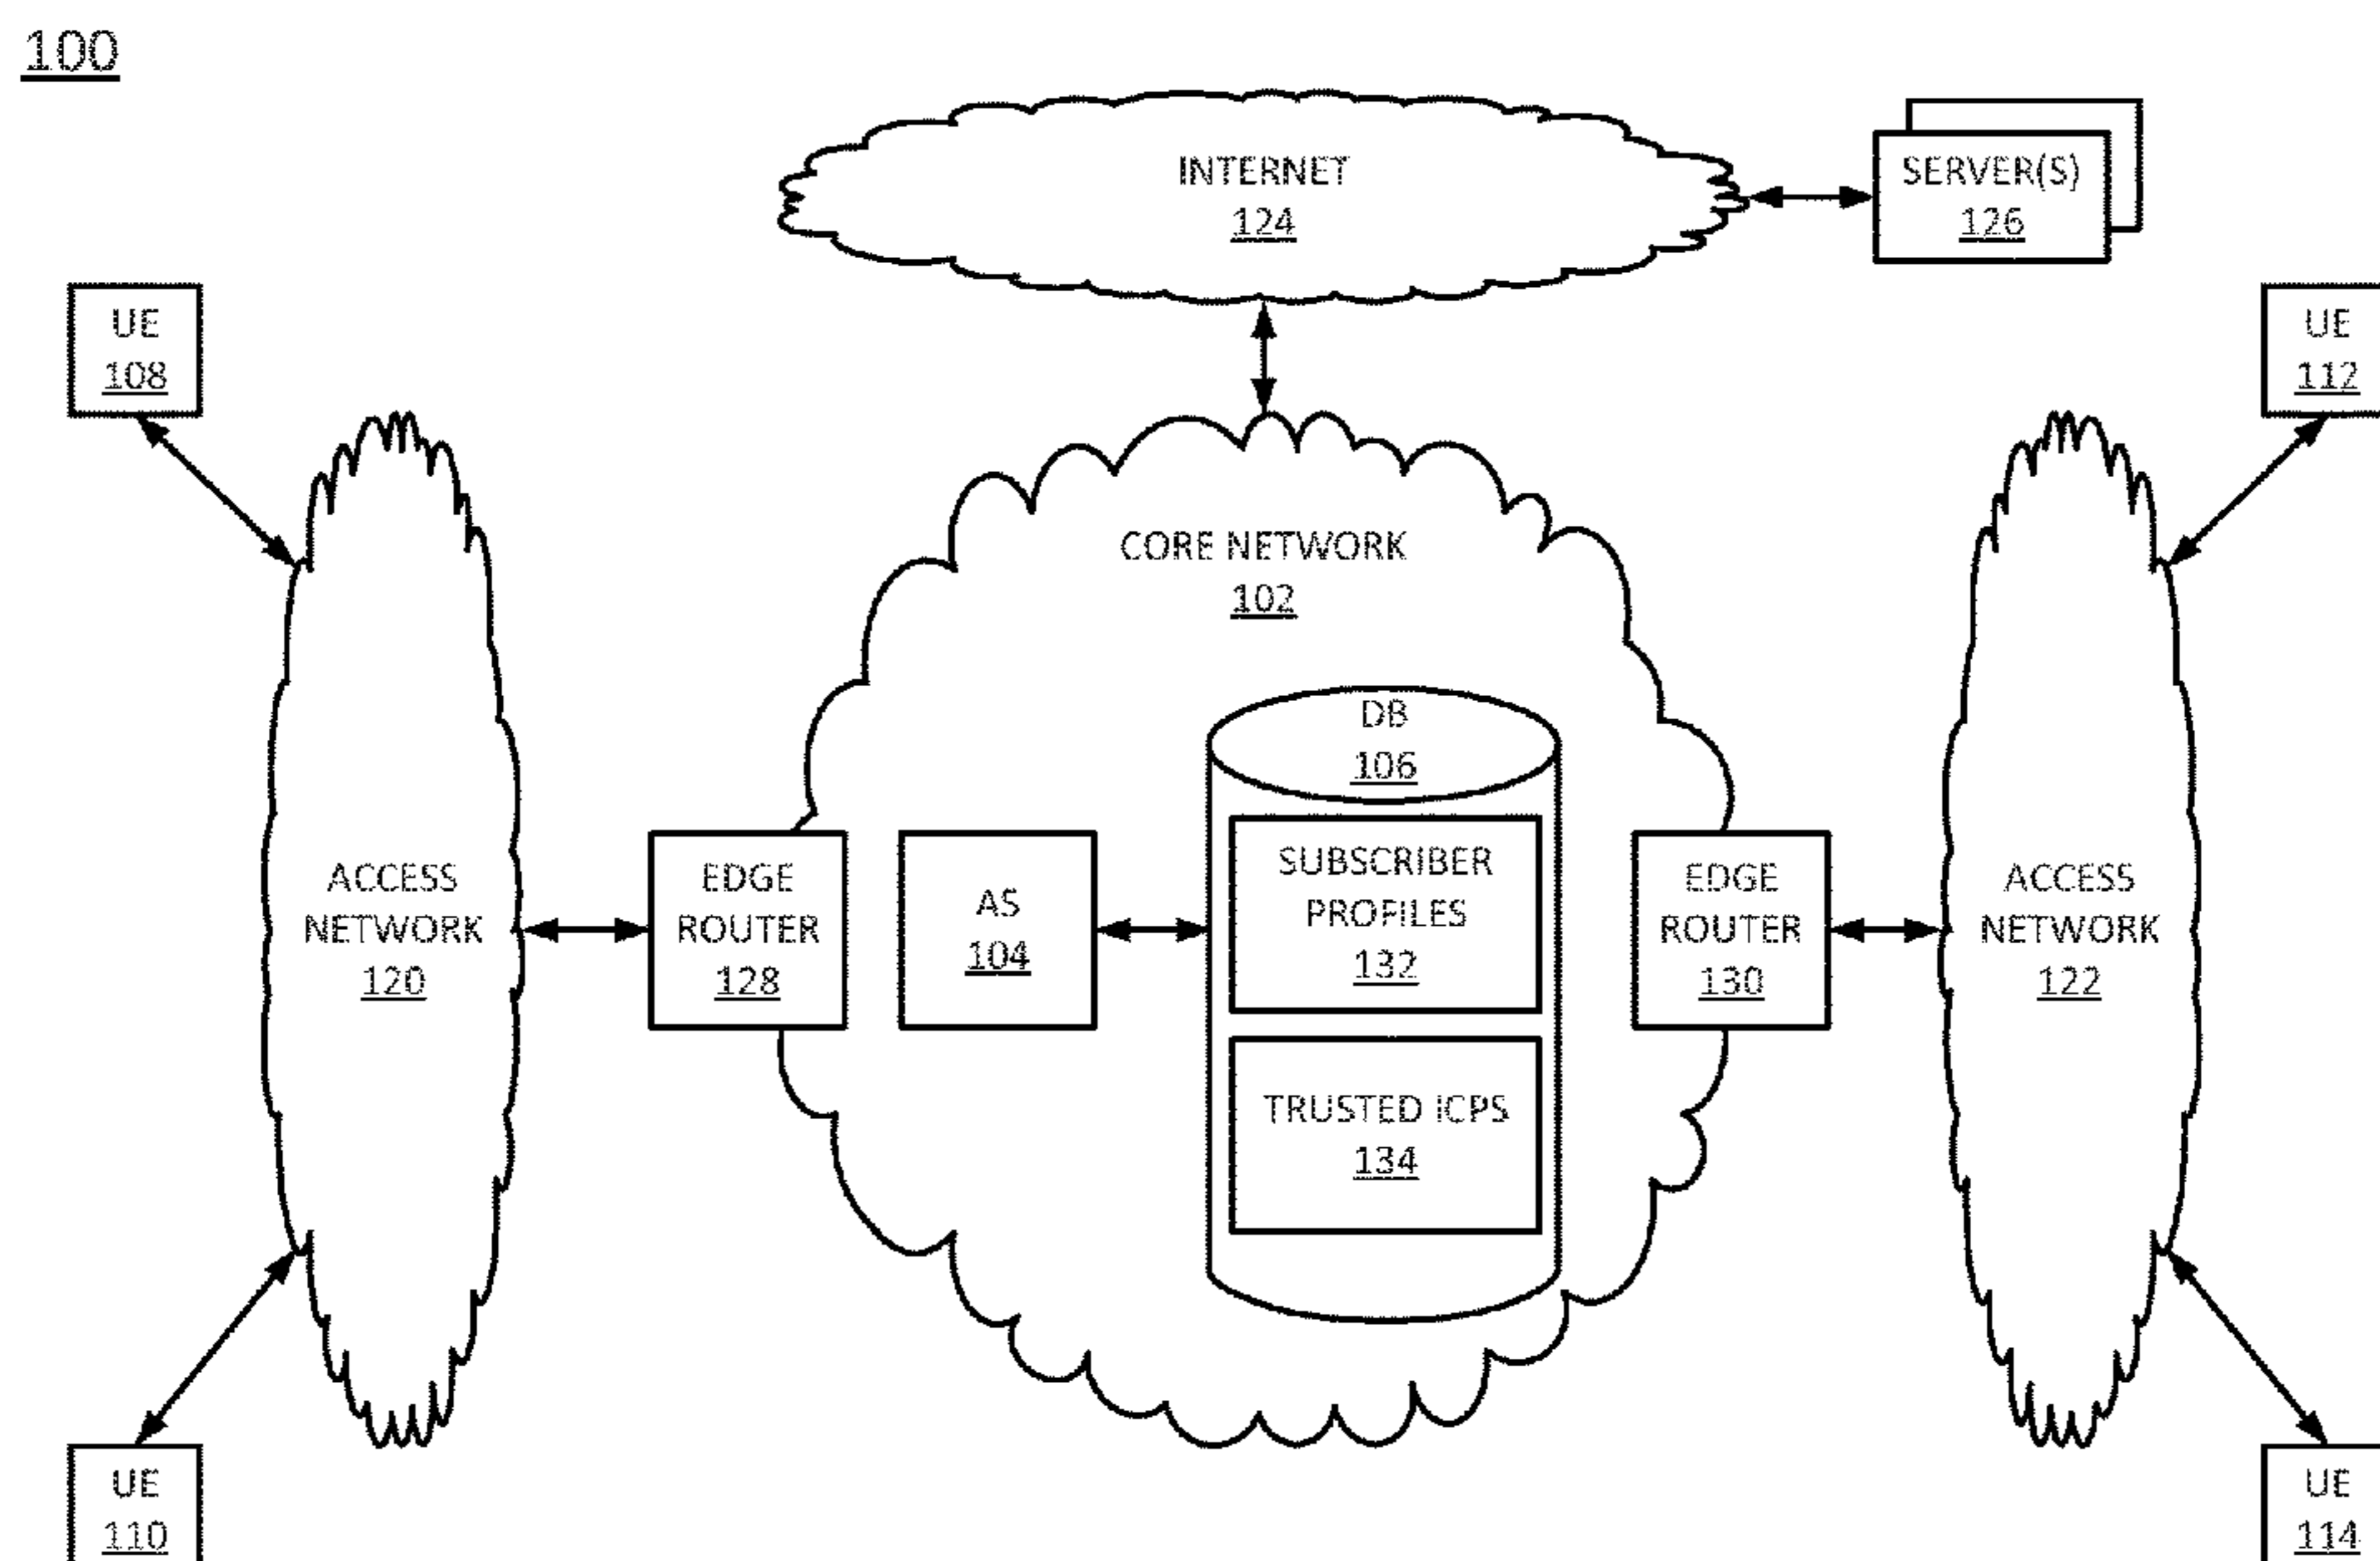 100
INTERNET
124
SERVER(S)
126
UE
108
UE
112
CORE NETWORK
102
DB
106
ACCESS
NETWORK
120
EDGE
ROUTER
128
AS
104
SUBSCRIBER
PROFILES
132
TRUSTED ICPS
134
EDGE
ROUTER
130
ACCESS
NETWORK
122
UE
110
UE
114